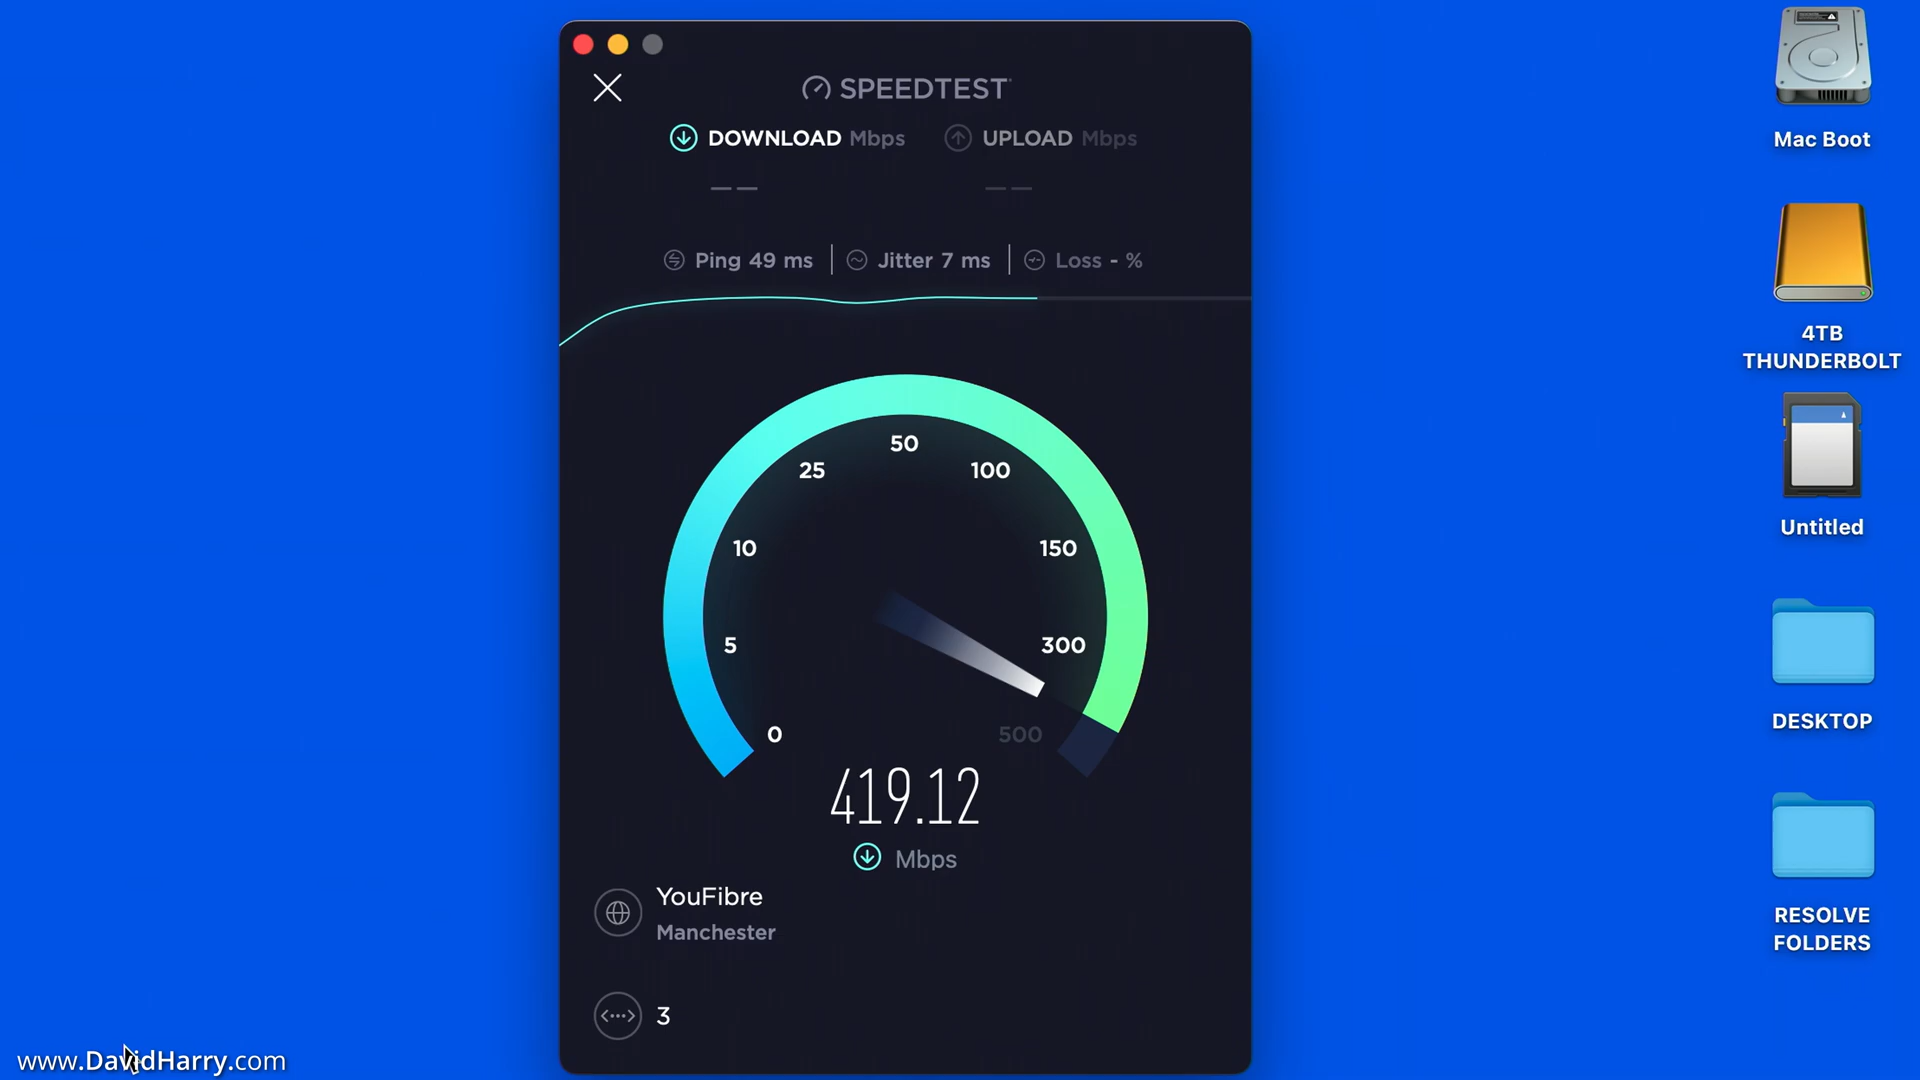 SPEEDTEST
DOWNLOAD Mbps
UPLOAD Mbps
— —
— —
Ping 49 ms
Jitter 7 ms
Loss - %
50
25
100
10
150
5
300
0
500
419.12
Mbps
YouFibre
Manchester
3
Mac Boot
4TB
THUNDERBOLT
Untitled
DESKTOP
RESOLVE
FOLDERS
www.DavidHarry.com